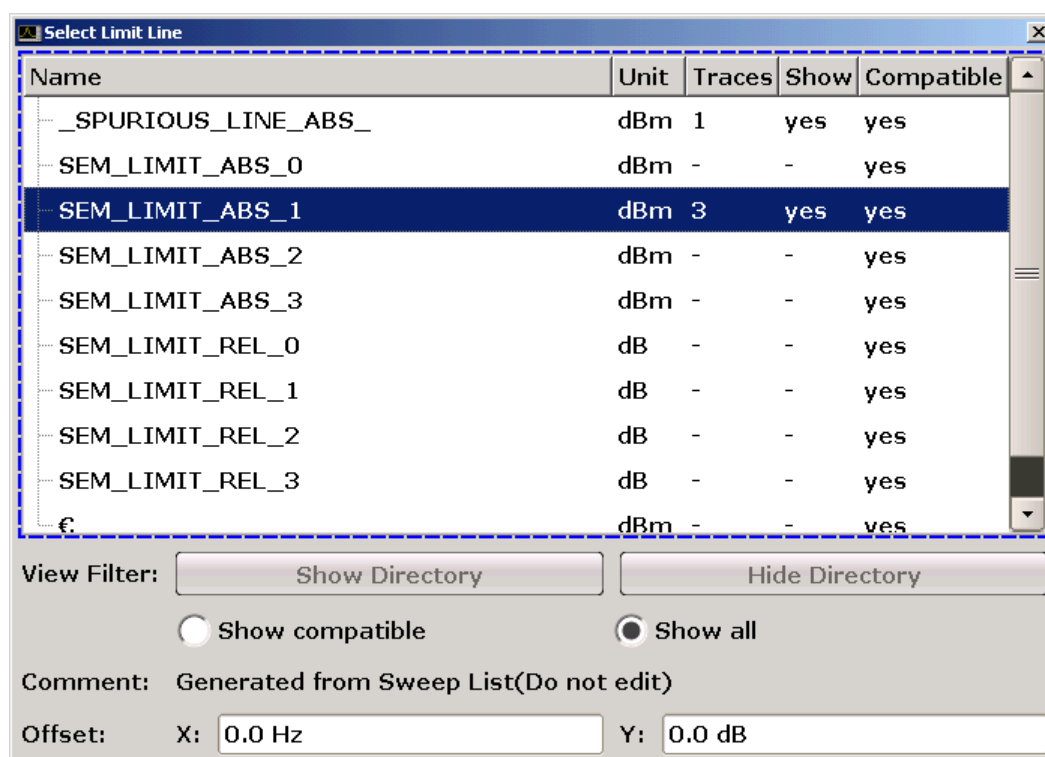 Select Limit Line
Name Unit Traces Show Compatible
_SPURIOUS_LINE_ABS_ dBm 1 yes yes
SEM_LIMIT_ABS_0 dBm - - yes
SEM_LIMIT_ABS_1 dBm 3 yes yes
SEM_LIMIT_ABS_2 dBm - - yes
SEM_LIMIT_ABS_3 dBm - - yes
SEM_LIMIT_REL_0 dB - - yes
SEM_LIMIT_REL_1 dB - - yes
SEM_LIMIT_REL_2 dB - - yes
SEM_LIMIT_REL_3 dB - - yes
dBm - - yes
View Filter: Show Directory Hide Directory
Show compatible Show all
Comment: Generated from Sweep List(Do not edit)
Offset: X: 0.0 Hz Y: 0.0 dB